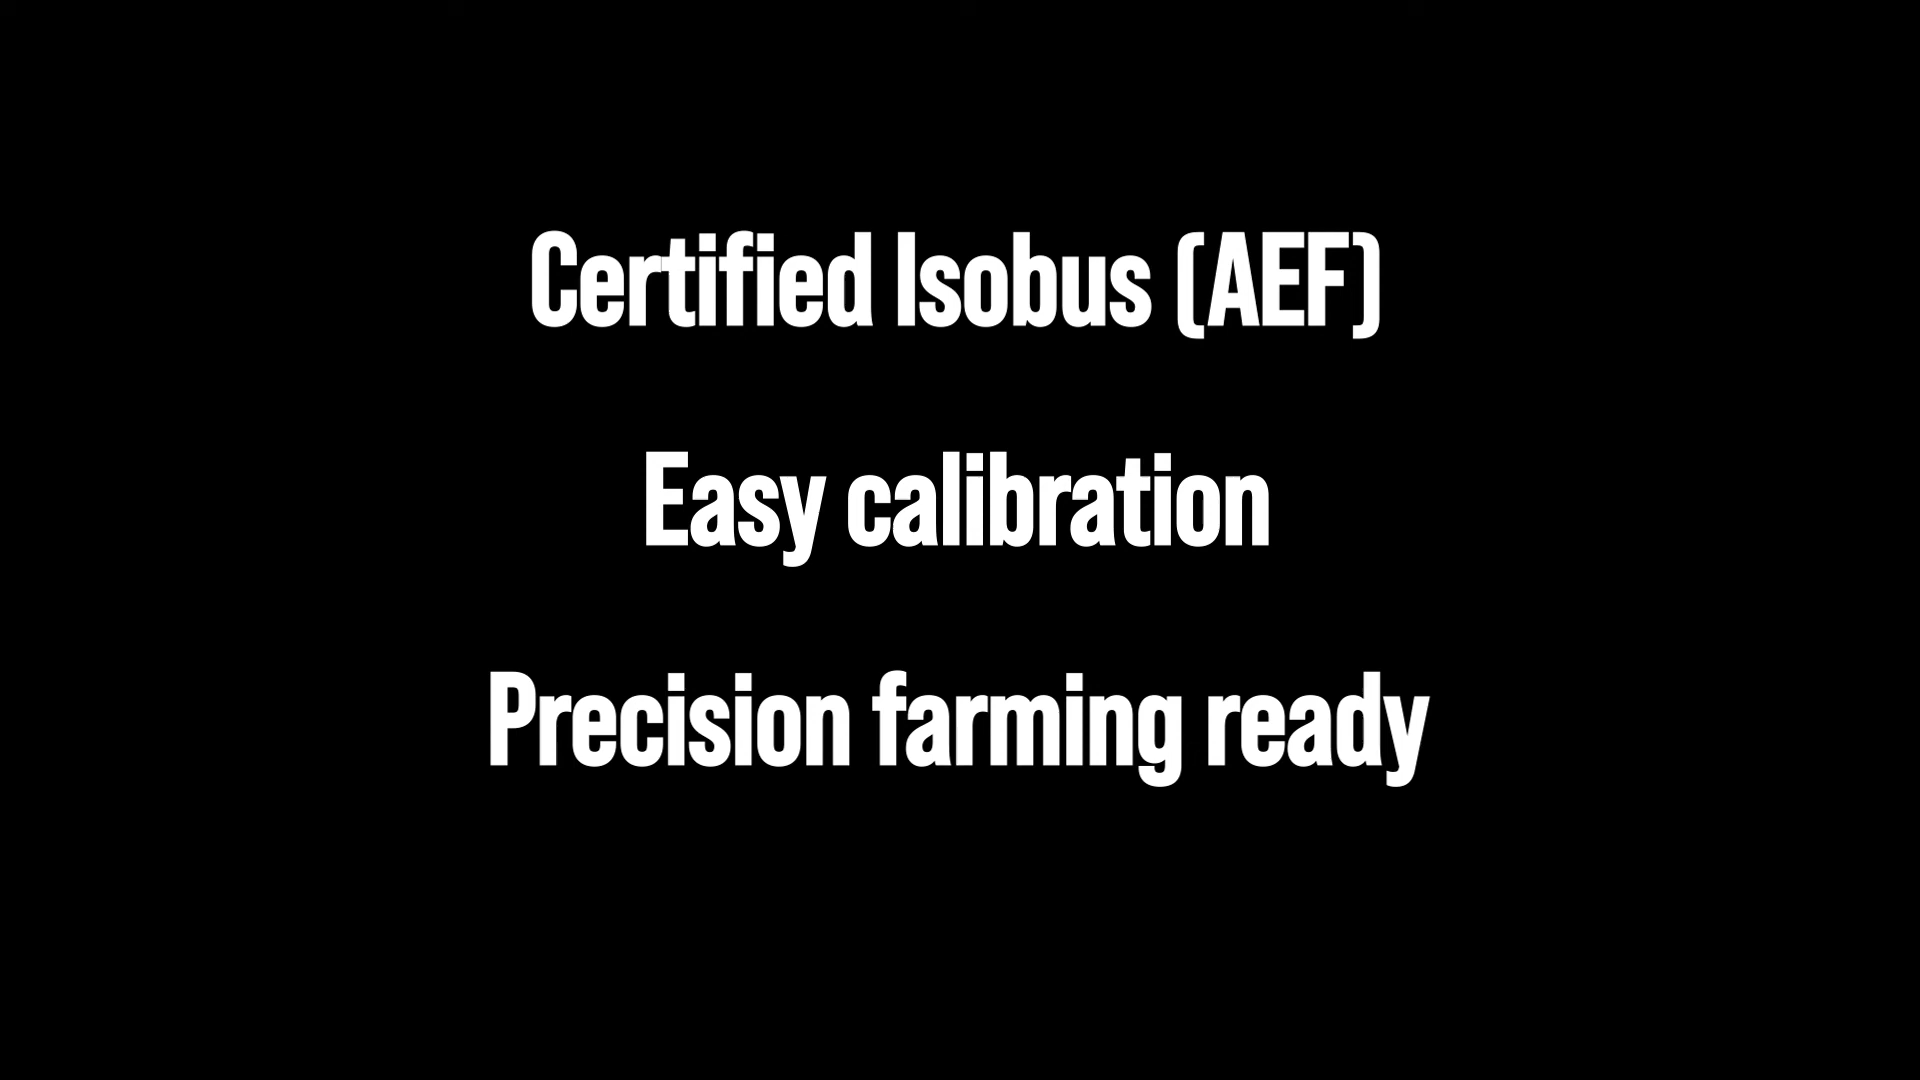 Certified Isobus (AEF)
Easy calibration
Precision farming ready